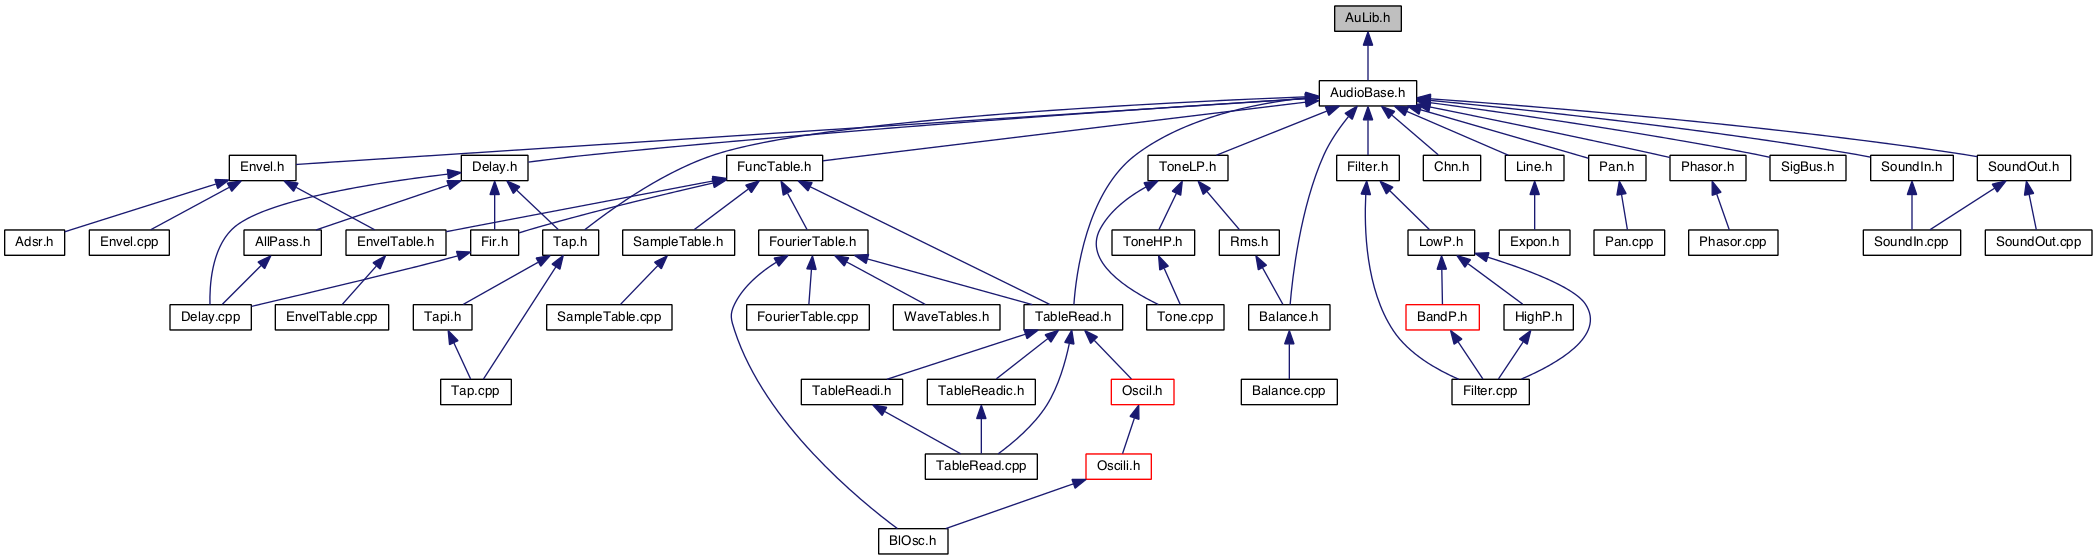 AuLib.h
AudioBase.h
Envel.h
Delay.h
FuncTable.h
ToneLP.h
Filter.h
Chn.h
Line.h
Pan.h
Phasor.h
SigBus.h
SoundIn.h
SoundOut.h
Adsr.h
Envel.cpp
AllPass.h
EnvelTable.h
Fir.h
Tap.h
SampleTable.h
FourierTable.h
ToneHP.h
Rms.h
LowP.h
Expon.h
Pan.cpp
Phasor.cpp
SoundIn.cpp
SoundOut.cpp
Delay.cpp
EnvelTable.cpp
Tapi.h
SampleTable.cpp
FourierTable.cpp
WaveTables.h
TableRead.h
Tone.cpp
Balance.h
BandP.h
HighP.h
Tap.cpp
TableReadi.h
TableReadic.h
Oscil.h
Balance.cpp
Filter.cpp
TableRead.cpp
Oscili.h
BlOsc.h